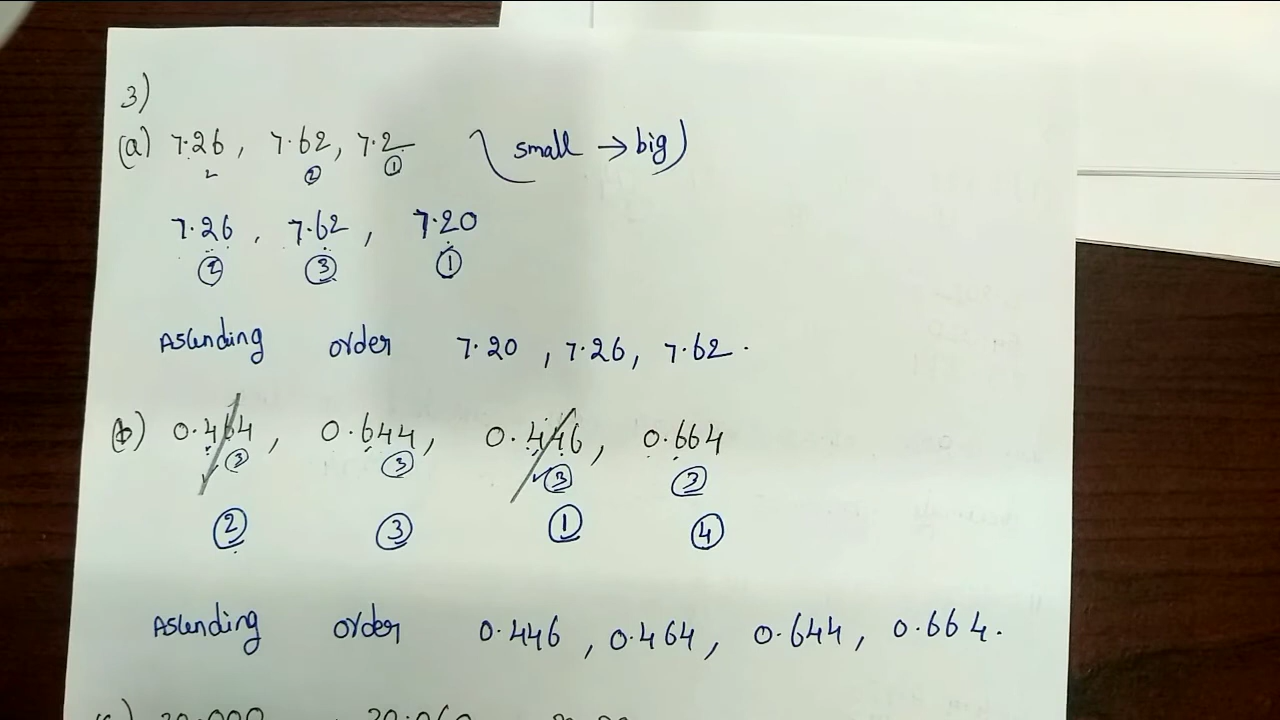 3)
(a) 7.26, 7.62, 7.2 (small → big)
2 ② ①
7.26, 7.62, 7.20
② ③ ①
Ascending order 7.20, 7.26, 7.62.
(b) 0.464, 0.644, 0.446, 0.664
③ ③ ③ ③
② ③ ① ④
Ascending order 0.446, 0.464, 0.644, 0.664.